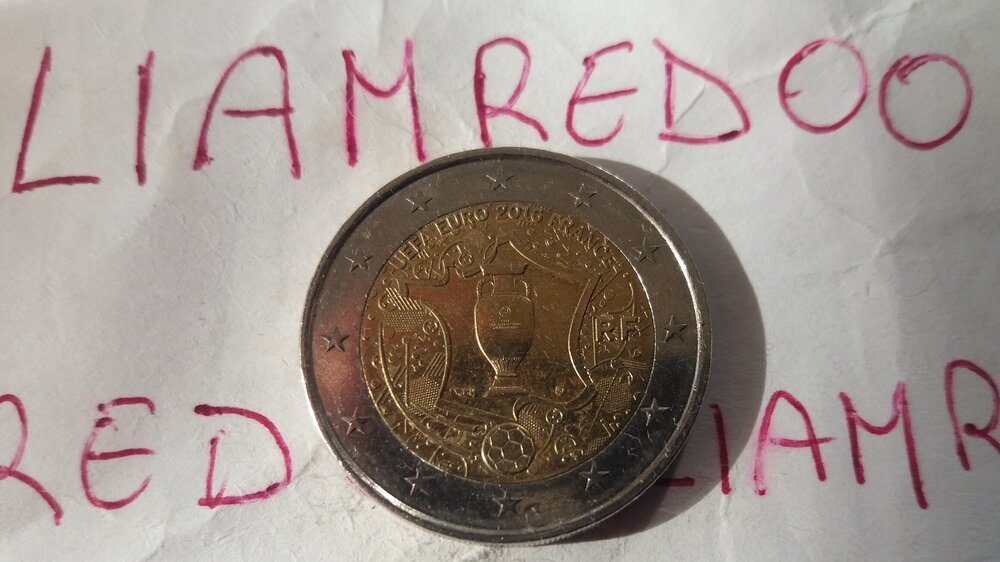 LIAMREDOO
UEFA EURO 2016 FRANCE
RF
RED LIAMR